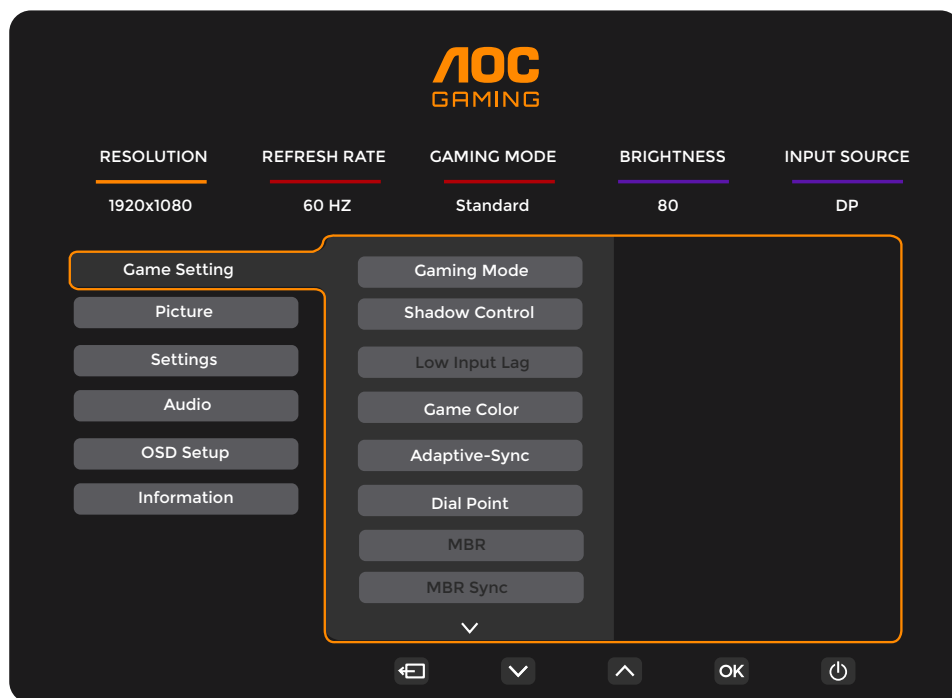 AOC
GAMING
RESOLUTION REFRESH RATE GAMING MODE BRIGHTNESS INPUT SOURCE
1920x1080 60 HZ Standard 80 DP
Game Setting
Picture
Settings
Audio
OSD Setup
Information
Gaming Mode
Shadow Control
Low Input Lag
Game Color
Adaptive-Sync
Dial Point
MBR
MBR Sync
OK